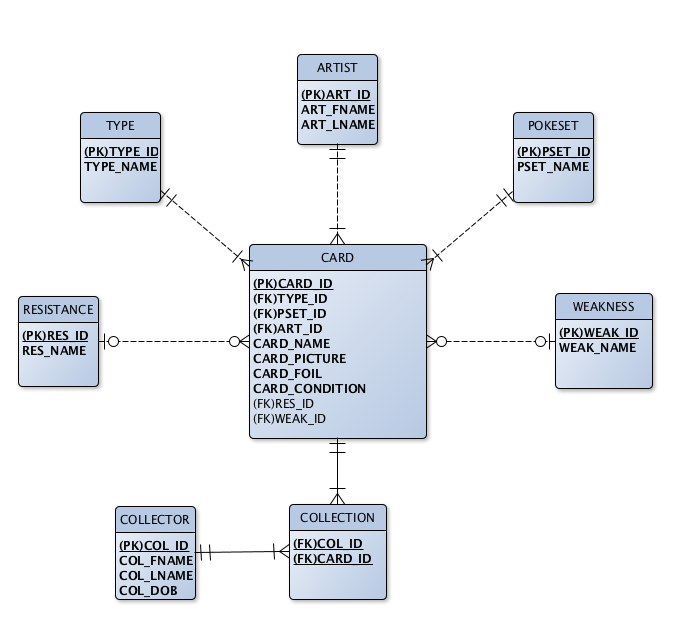 ARTIST
(PK)ART_ID
ART_FNAME
ART_LNAME
TYPE
(PK)TYPE_ID
TYPE_NAME
POKESET
(PK)PSET_ID
PSET_NAME
CARD
(PK)CARD_ID
(FK)TYPE_ID
(FK)PSET_ID
(FK)ART_ID
CARD_NAME
CARD_PICTURE
CARD_FOIL
CARD_CONDITION
(FK)RES_ID
(FK)WEAK_ID
RESISTANCE
(PK)RES_ID
RES_NAME
WEAKNESS
(PK)WEAK_ID
WEAK_NAME
COLLECTOR
(PK)COL_ID
COL_FNAME
COL_LNAME
COL_DOB
COLLECTION
(FK)COL_ID
(FK)CARD_ID